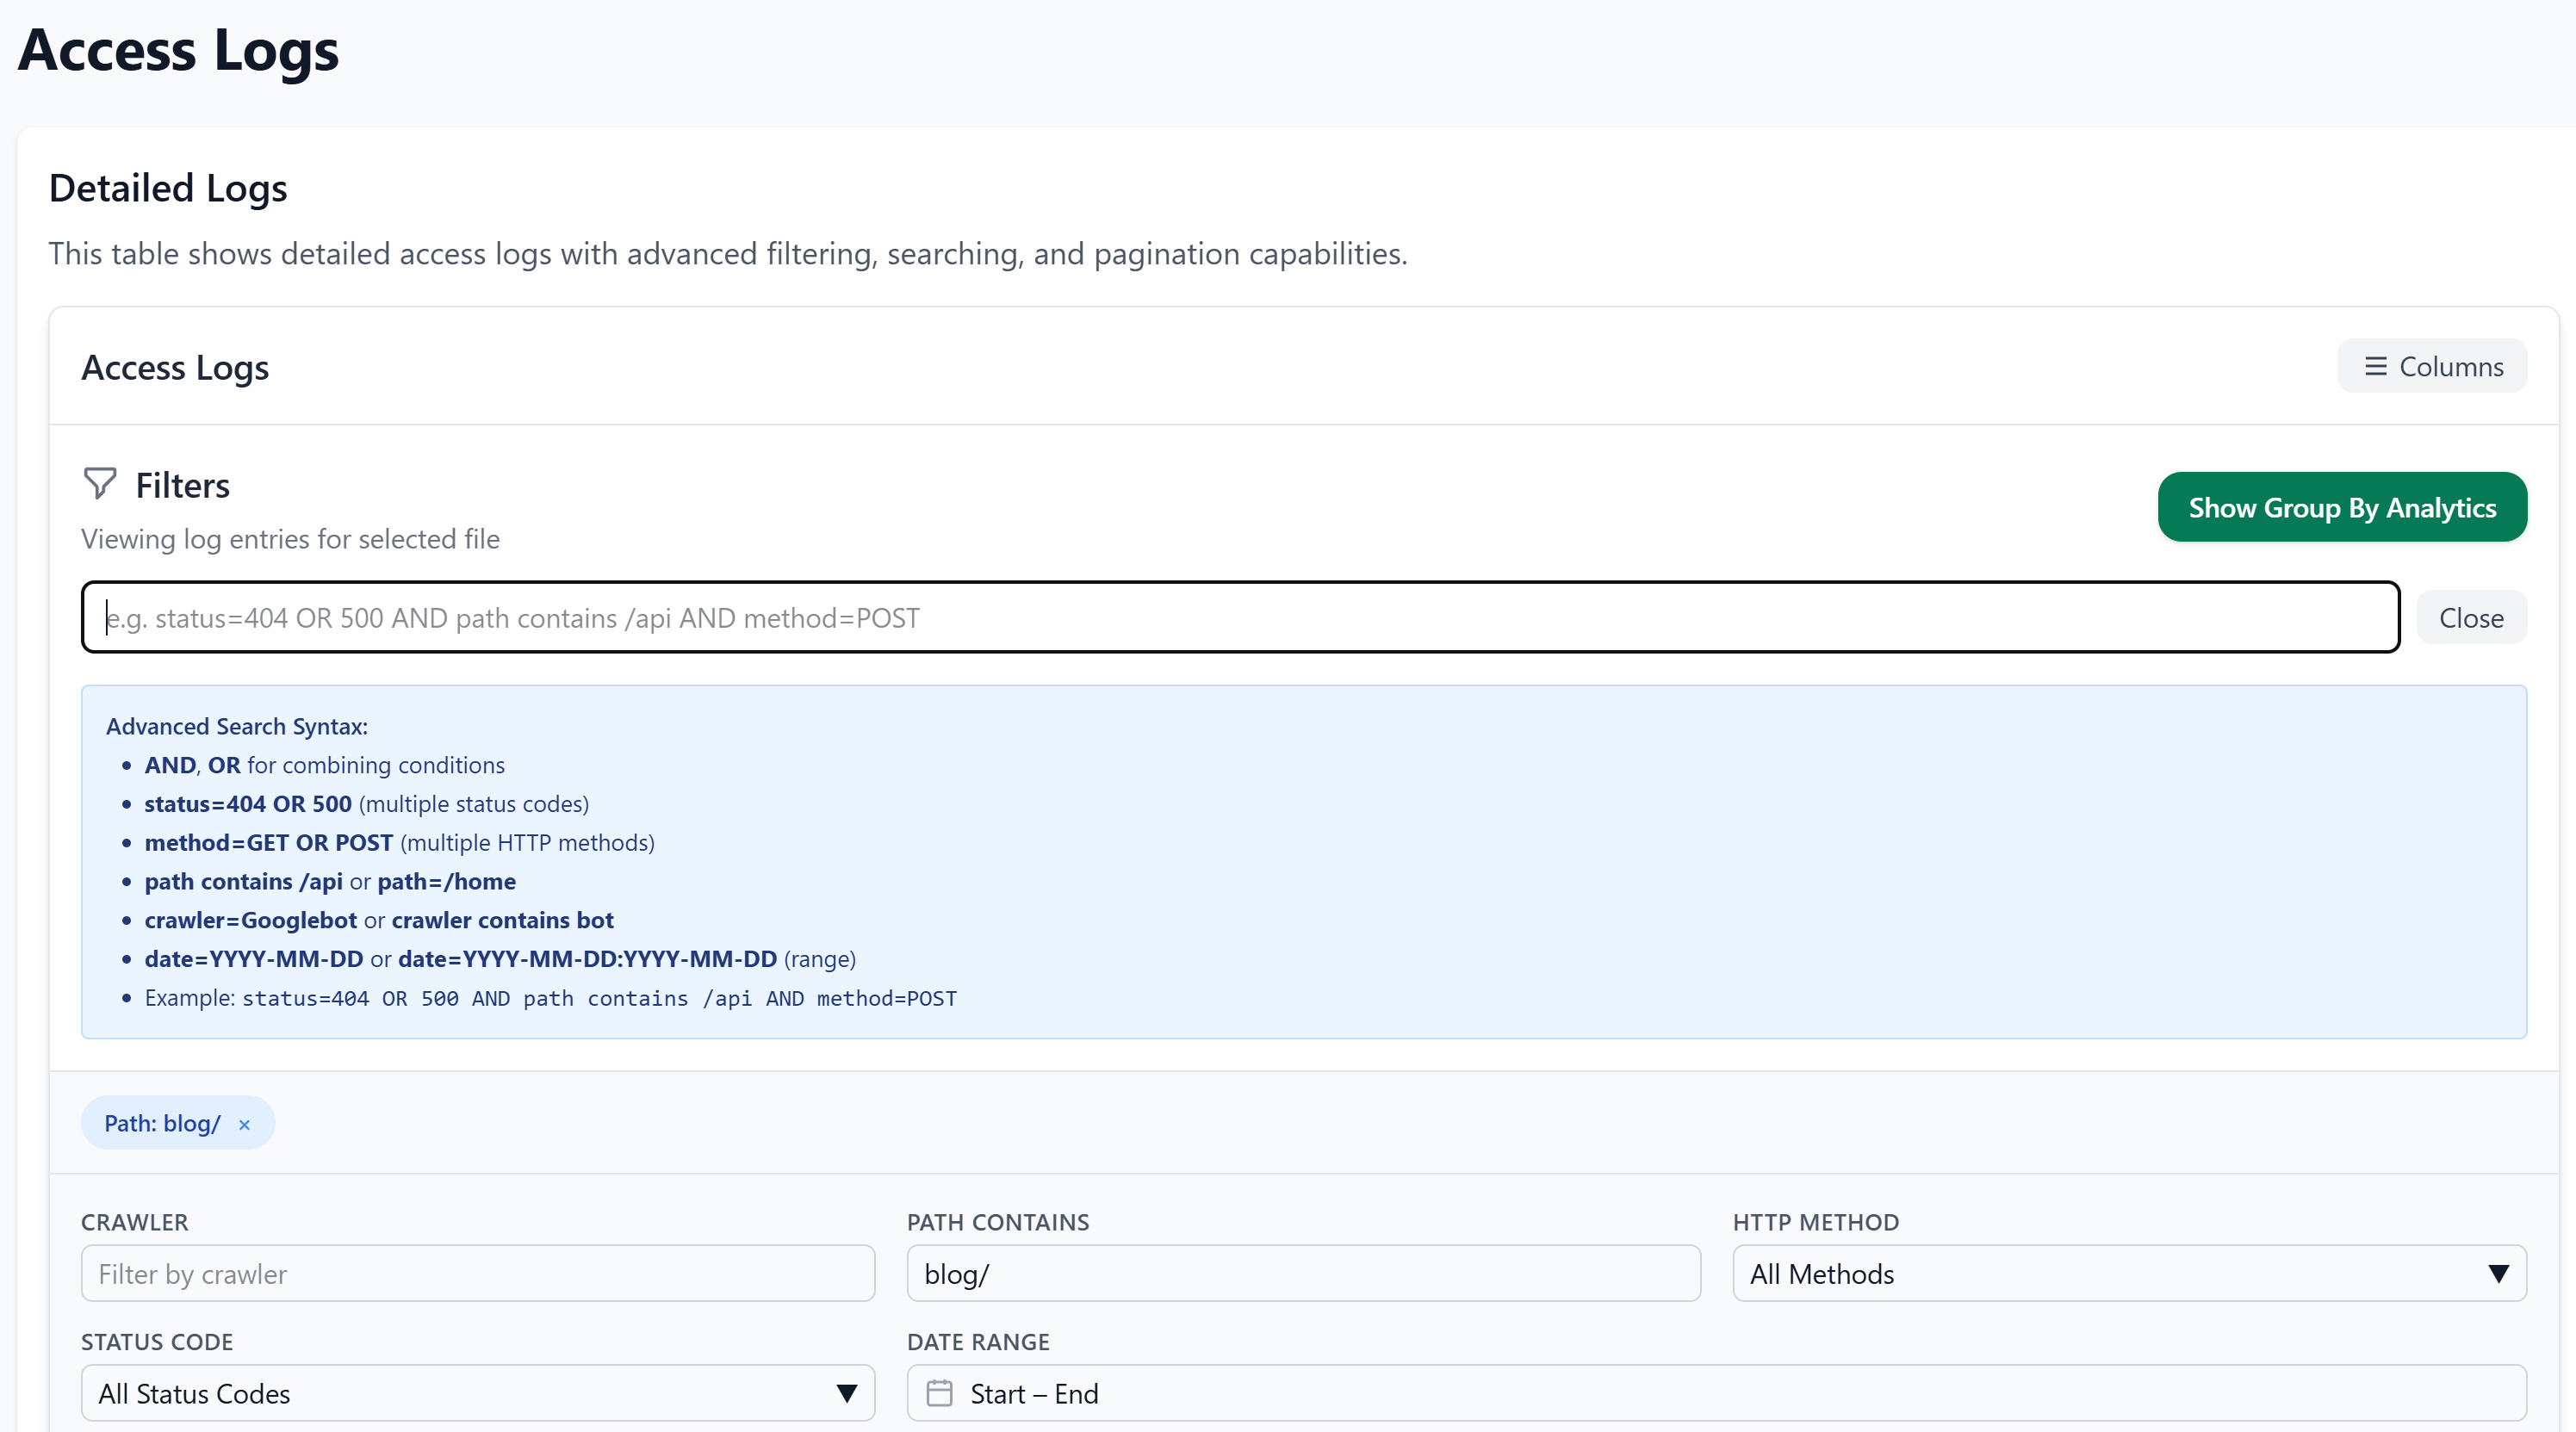 Access Logs
Detailed Logs
This table shows detailed access logs with advanced filtering, searching, and pagination capabilities.
Access Logs
Columns
Filters
Show Group By Analytics
Viewing log entries for selected file
e.g. status=404 OR 500 AND path contains /api AND method=POST
Close
Advanced Search Syntax:
AND, OR for combining conditions
status=404 OR 500 (multiple status codes)
method=GET OR POST (multiple HTTP methods)
path contains /api or path=/home
crawler=Googlebot or crawler contains bot
date=YYYY-MM-DD or date=YYYY-MM-DD:YYYY-MM-DD (range)
Example: status=404 OR 500 AND path contains /api AND method=POST
Path: blog/ ×
CRAWLER
Filter by crawler
PATH CONTAINS
blog/
HTTP METHOD
All Methods
STATUS CODE
All Status Codes
DATE RANGE
Start – End